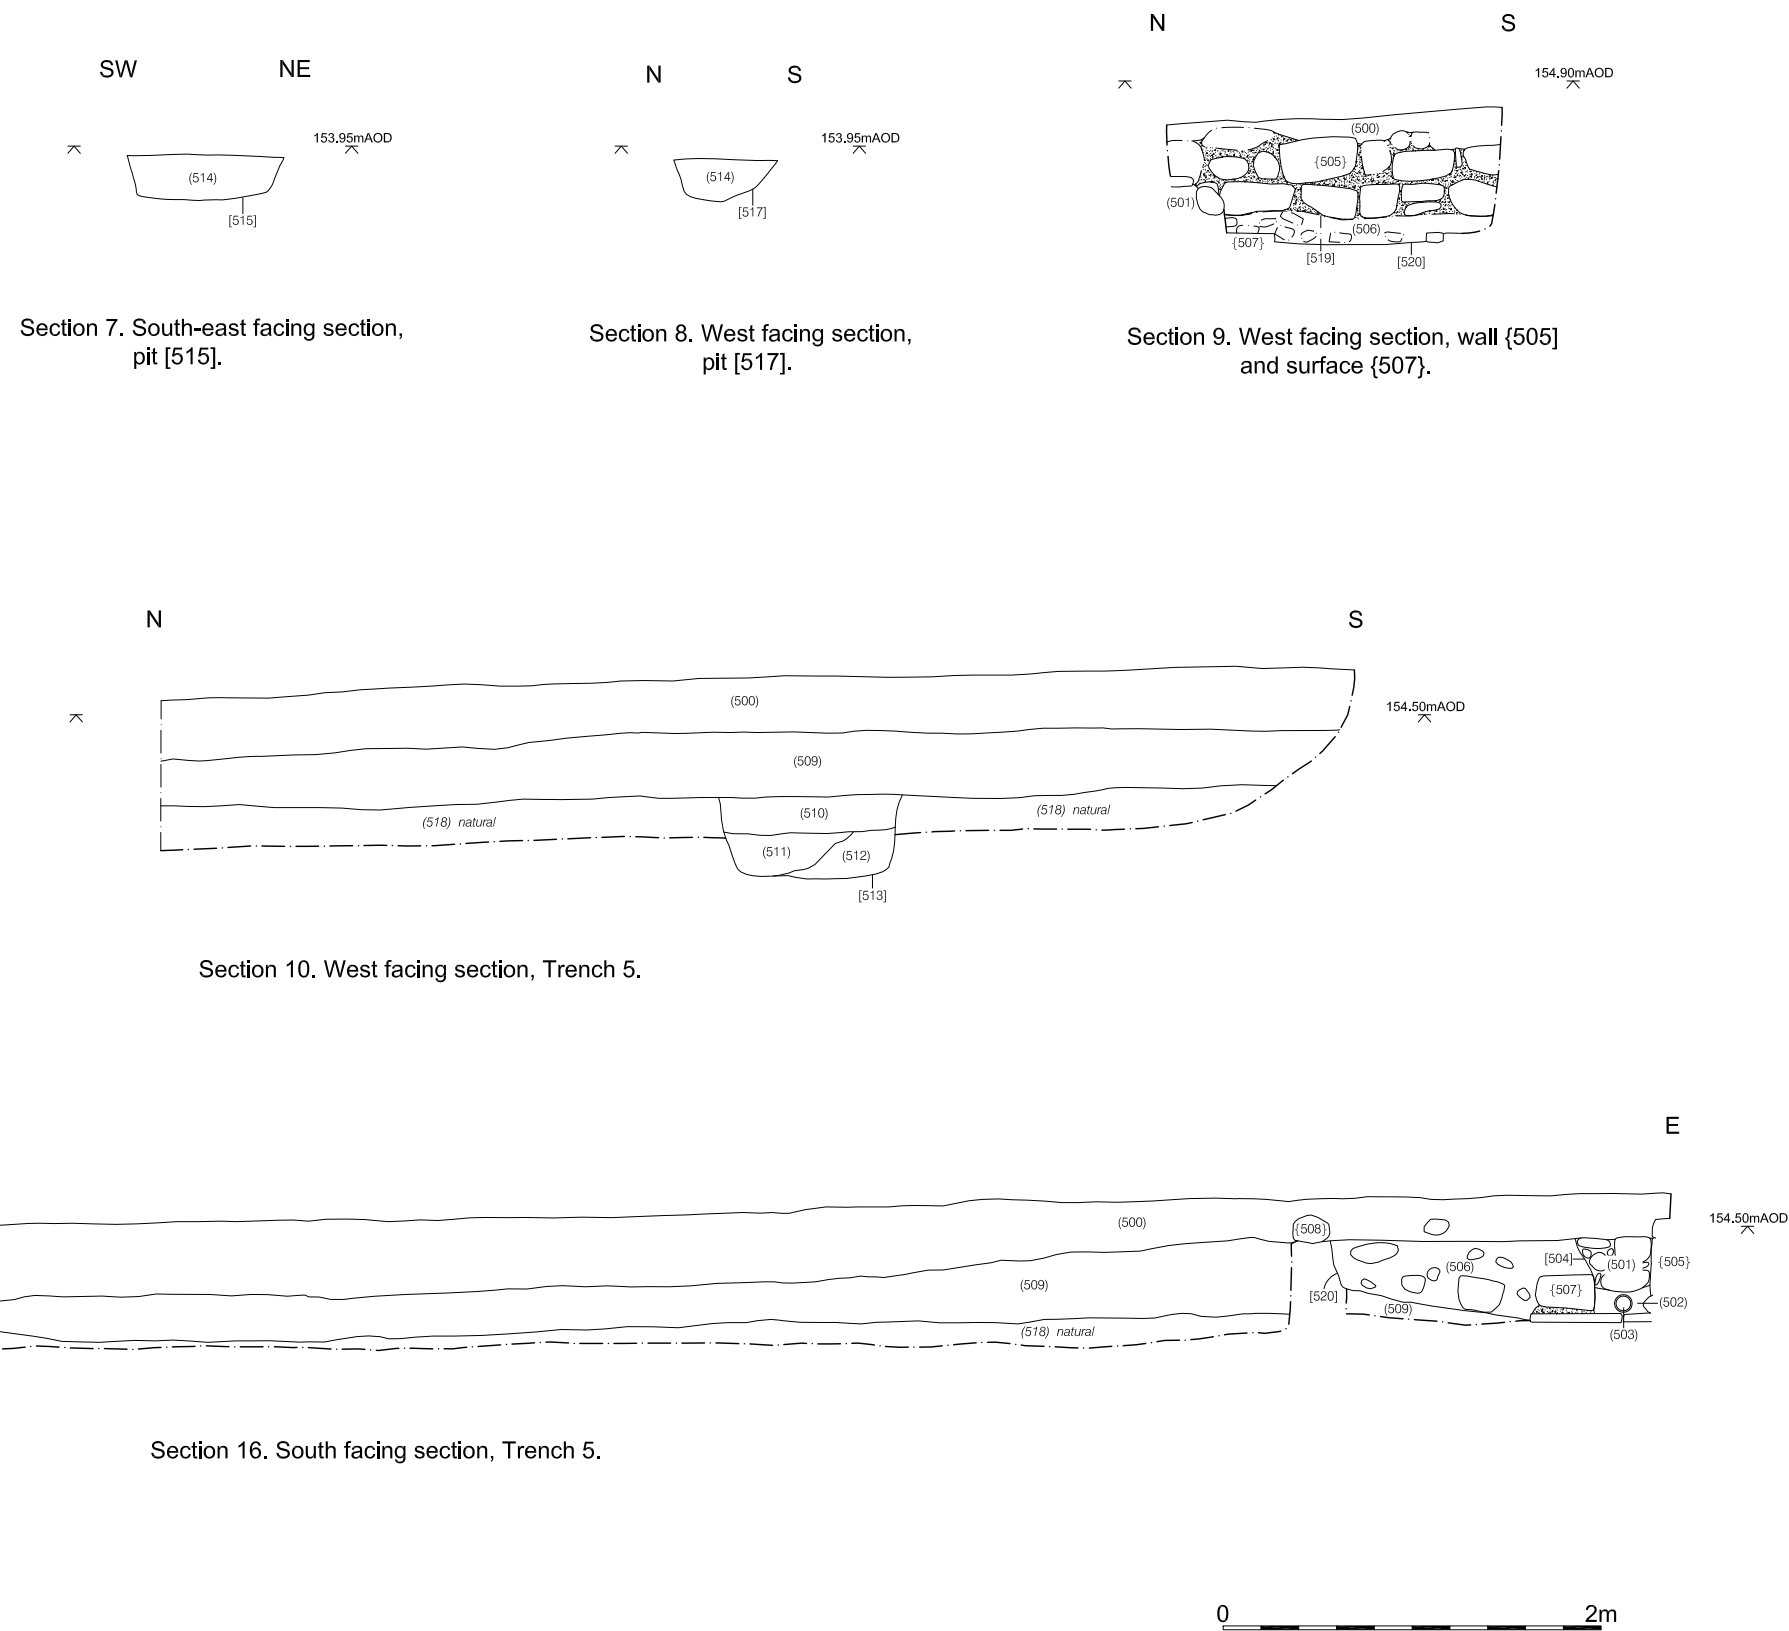 N S
SW NE
N S
154.90mAOD
153.95mAOD
153.95mAOD
(500)
{505}
(514)
(514)
(501)
[515]
[517]
(506)
{507}
[519]
[520]
Section 7. South-east facing section,
pit [515].
Section 8. West facing section,
pit [517].
Section 9. West facing section, wall {505]
and surface {507}.
N S
(500)
154.50mAOD
(509)
(510)
(518) natural
(518) natural
(511)
(512)
[513]
Section 10. West facing section, Trench 5.
E
(500)
{508}
154.50mAOD
[504]
(501)
{505}
(506)
(509)
{507}
[520]
(509)
(502)
(518) natural
(503)
Section 16. South facing section, Trench 5.
0 2m